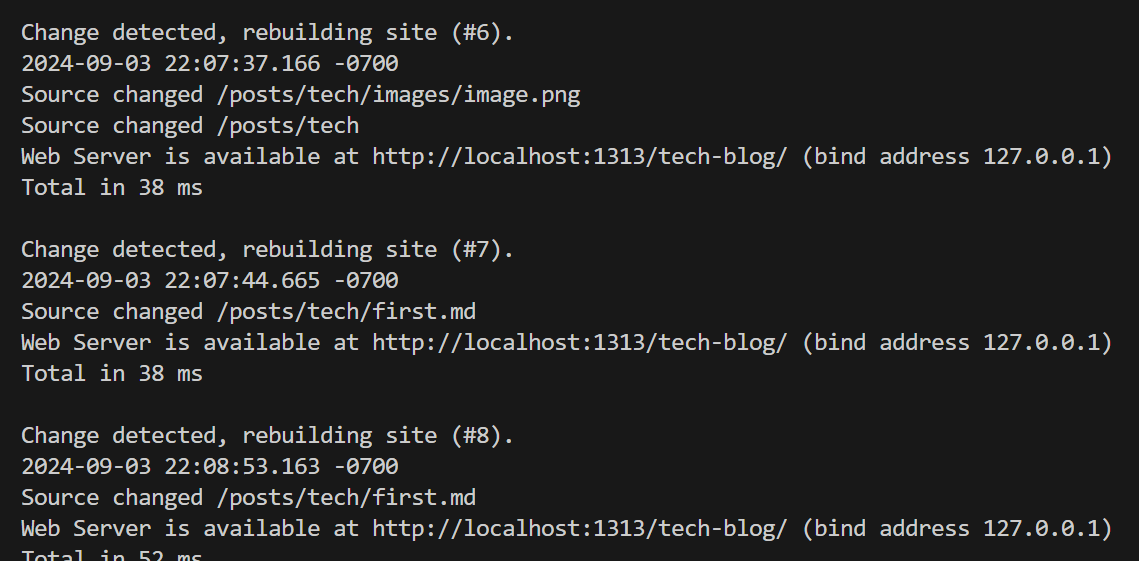 Change detected, rebuilding site (#6).
2024-09-03 22:07:37.166 -0700
Source changed /posts/tech/images/image.png
Source changed /posts/tech
Web Server is available at http://localhost:1313/tech-blog/ (bind address 127.0.0.1)
Total in 38 ms

Change detected, rebuilding site (#7).
2024-09-03 22:07:44.665 -0700
Source changed /posts/tech/first.md
Web Server is available at http://localhost:1313/tech-blog/ (bind address 127.0.0.1)
Total in 38 ms

Change detected, rebuilding site (#8).
2024-09-03 22:08:53.163 -0700
Source changed /posts/tech/first.md
Web Server is available at http://localhost:1313/tech-blog/ (bind address 127.0.0.1)
Total in 52 ms